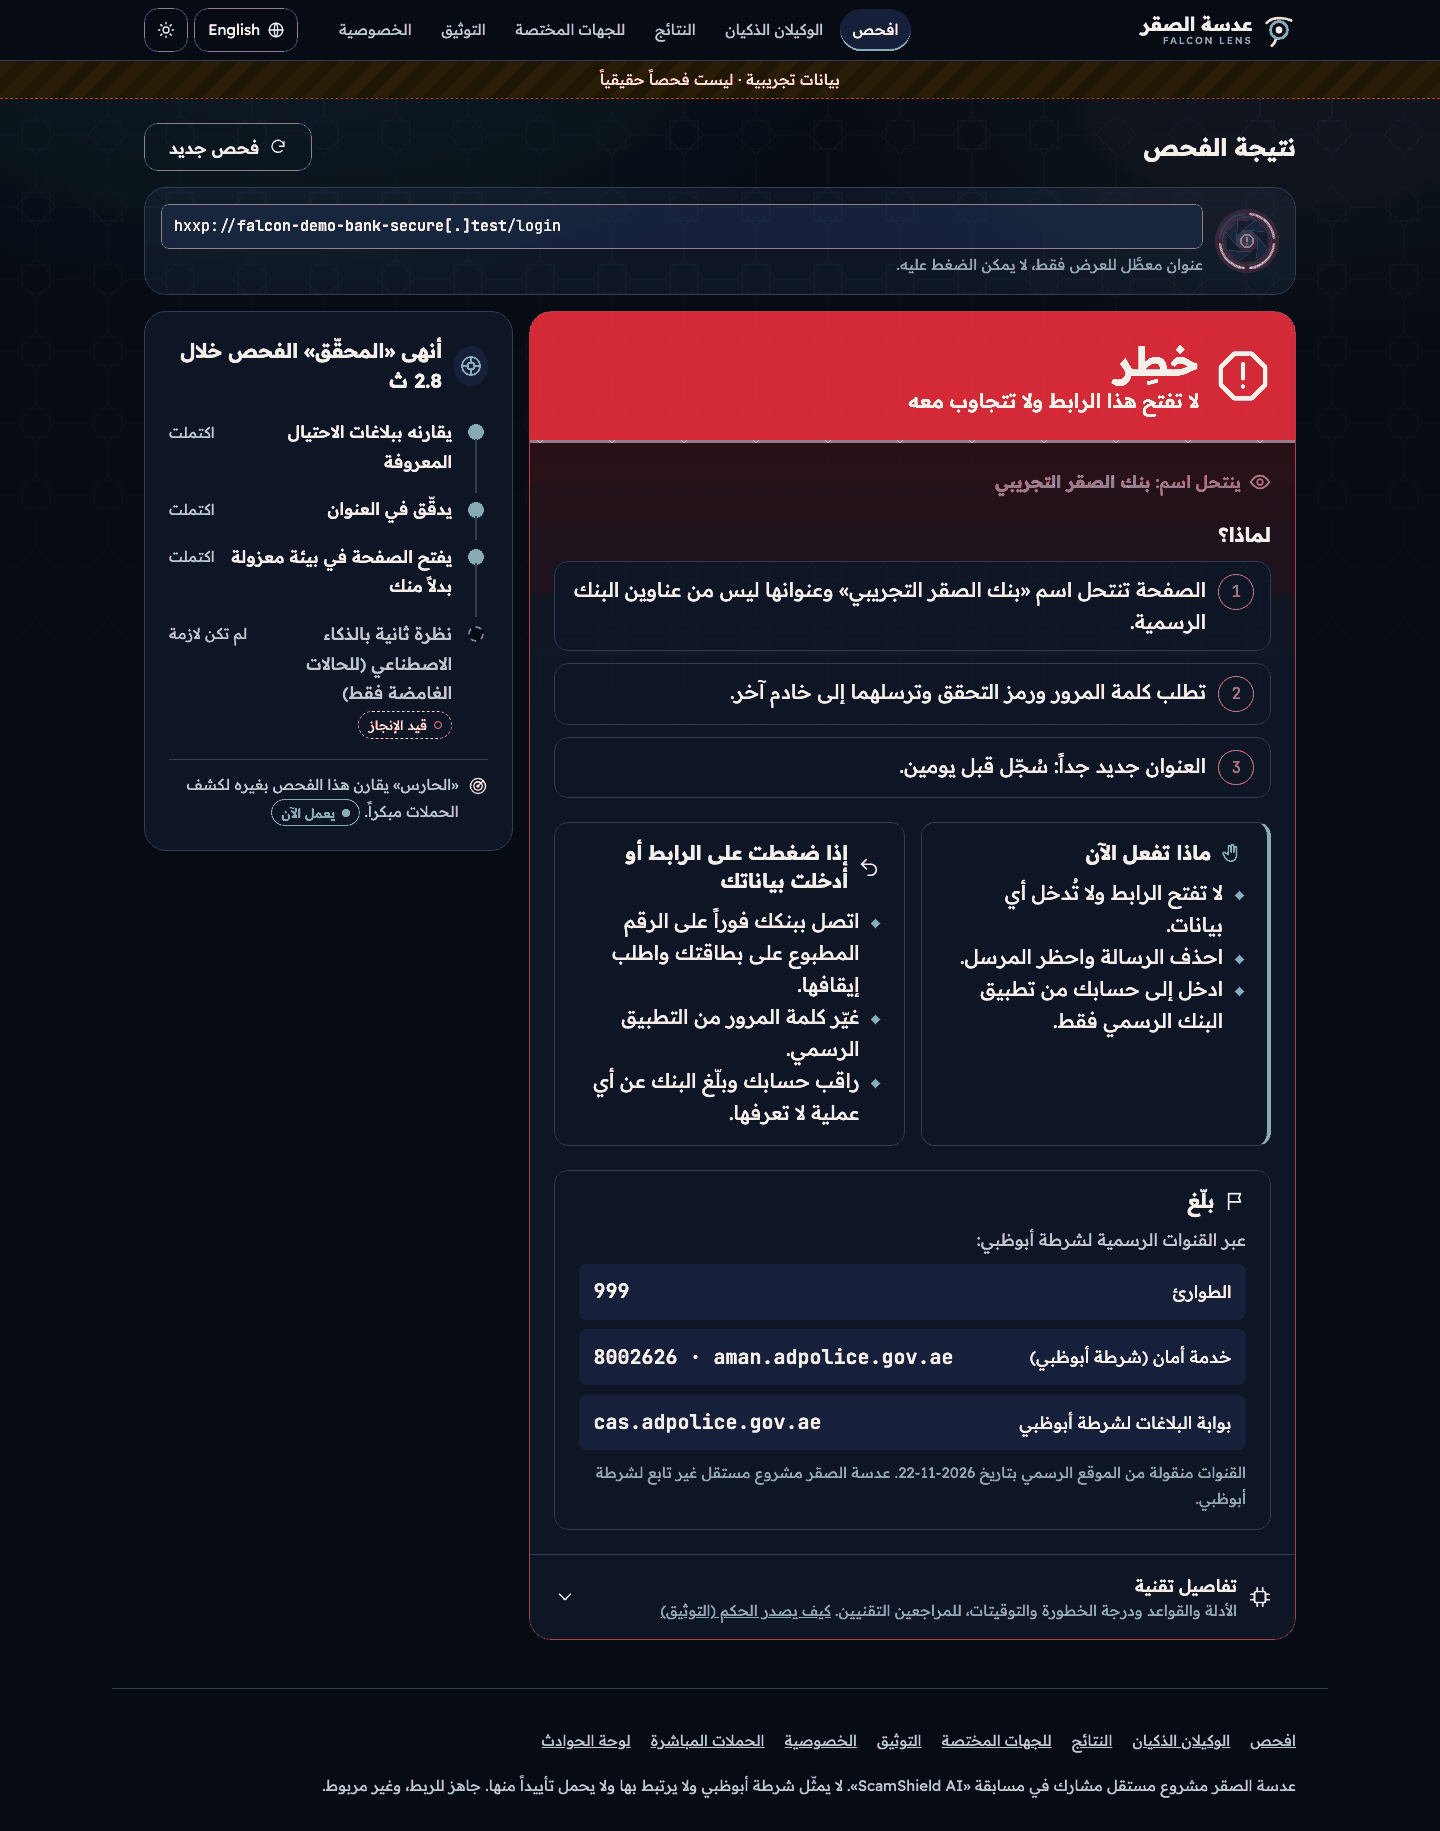 عدسة الصقر
FALCON LENS
افحص
الوكيلان الذكيان
النتائج
للجهات المختصة
التوثيق
الخصوصية
English
بيانات تجريبية · ليست فحصاً حقيقياً
نتيجة الفحص
فحص جديد
hxxp://falcon-demo-bank-secure[.]test/login
عنوان معطَّل للعرض فقط، لا يمكن الضغط عليه.
خطِر
لا تفتح هذا الرابط ولا تتجاوب معه
ينتحل اسم: بنك الصقر التجريبي
لماذا؟
1
الصفحة تنتحل اسم «بنك الصقر التجريبي» وعنوانها ليس من عناوين البنك
الرسمية.
2
تطلب كلمة المرور ورمز التحقق وترسلهما إلى خادم آخر.
3
العنوان جديد جداً: سُجّل قبل يومين.
ماذا تفعل الآن
لا تفتح الرابط ولا تُدخل أي
بيانات.
احذف الرسالة واحظر المرسل.
ادخل إلى حسابك من تطبيق
البنك الرسمي فقط.
إذا ضغطت على الرابط أو
أدخلت بياناتك
اتصل ببنكك فوراً على الرقم
المطبوع على بطاقتك واطلب
إيقافها.
غيّر كلمة المرور من التطبيق
الرسمي.
راقب حسابك وبلّغ البنك عن أي
عملية لا تعرفها.
بلّغ
عبر القنوات الرسمية لشرطة أبوظبي:
الطوارئ
999
خدمة أمان (شرطة أبوظبي)
8002626 · aman.adpolice.gov.ae
بوابة البلاغات لشرطة أبوظبي
cas.adpolice.gov.ae
القنوات منقولة من الموقع الرسمي بتاريخ 2026-11-22. عدسة الصقر مشروع مستقل غير تابع لشرطة
أبوظبي.
تفاصيل تقنية
الأدلة والقواعد ودرجة الخطورة والتوقيتات، للمراجعين التقنيين. كيف يصدر الحكم (التوثيق)
أنهى «المحقّق» الفحص خلال
2.8 ث
يقارنه ببلاغات الاحتيال
المعروفة
اكتملت
يدقّق في العنوان
اكتملت
يفتح الصفحة في بيئة معزولة
بدلاً منك
اكتملت
نظرة ثانية بالذكاء
الاصطناعي (للحالات
الغامضة فقط)
قيد الإنجاز
لم تكن لازمة
«الحارس» يقارن هذا الفحص بغيره لكشف
الحملات مبكراً. يعمل الآن
افحص
الوكيلان الذكيان
النتائج
للجهات المختصة
التوثيق
الخصوصية
الحملات المباشرة
لوحة الحوادث
عدسة الصقر مشروع مستقل مشارك في مسابقة «ScamShield AI». لا يمثّل شرطة أبوظبي ولا يرتبط بها ولا يحمل تأييداً منها. جاهز للربط، وغير مربوط.